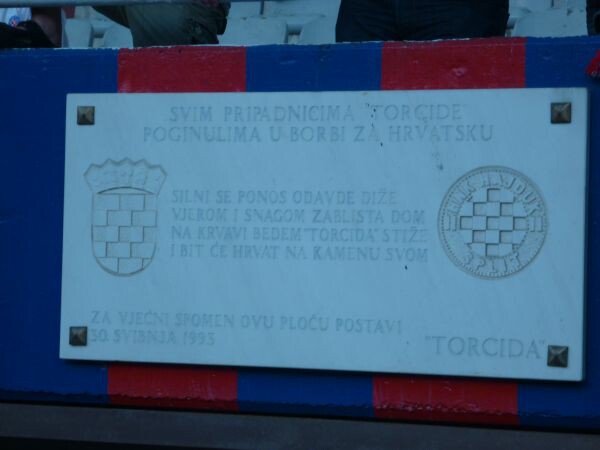 SVIM PRIPADNICIMA "TORCIDE"
POGINULIMA U BORBI ZA HRVATSKU
SILNI SE PONOS ODAVDE DIŽE
VJEROM I SNAGOM ZABLISTA DOM
NA KRVAVI BEDEM "TORCIDA" STIŽE
I BIT ĆE HRVAT NA KAMENU SVOM
HNK HAJDUK
SPLIT
ZA VJEČNI SPOMEN OVU PLOČU POSTAVI
30. SVIBNJA 1993
"TORCIDA"